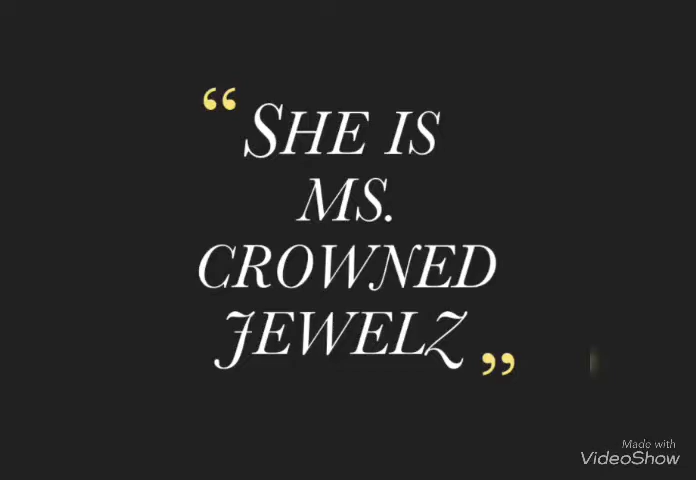 “SHE IS
MS.
CROWNED
JEWELZ”
Made with
VideoShow